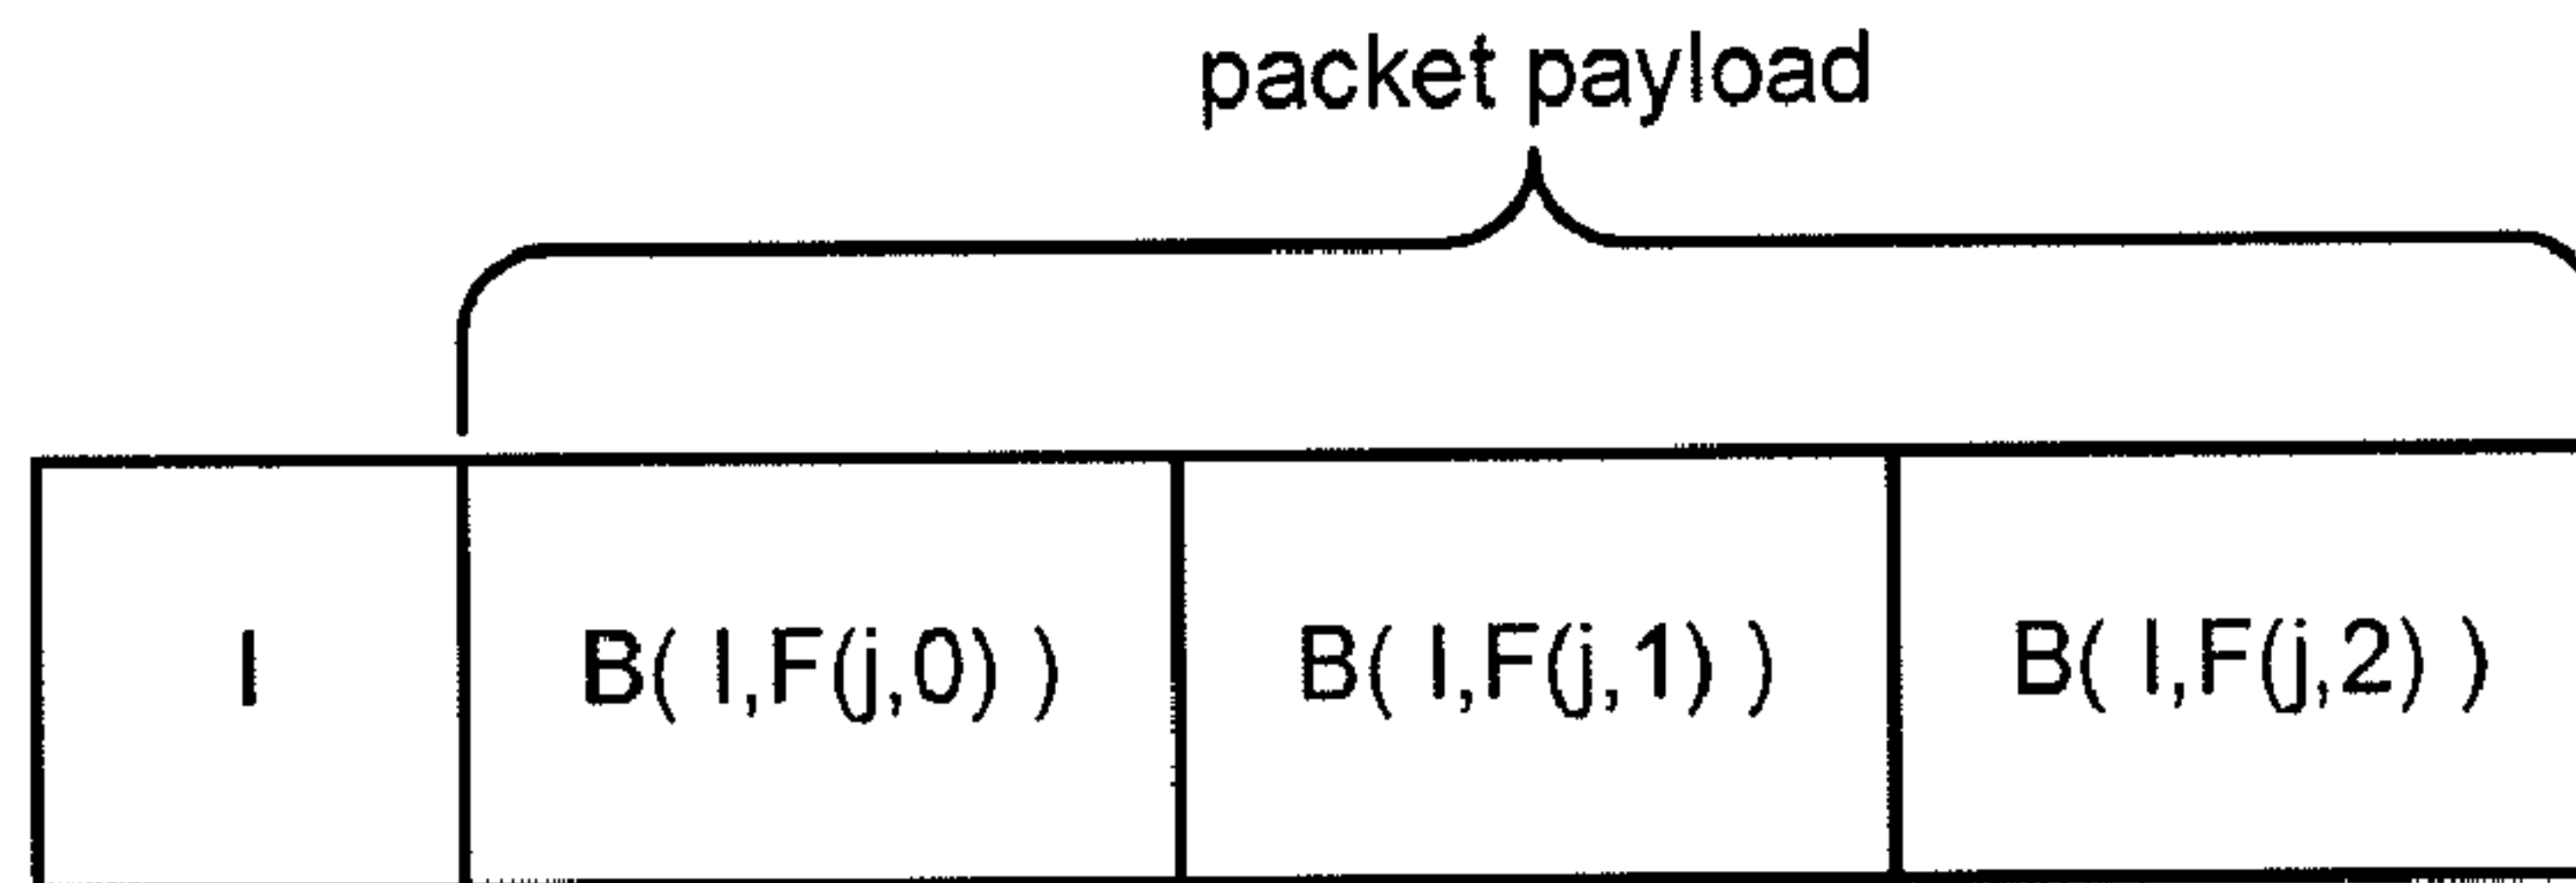 packet payload
I B( I,F(j,0) ) B( I,F(j,1) ) B( I,F(j,2) )